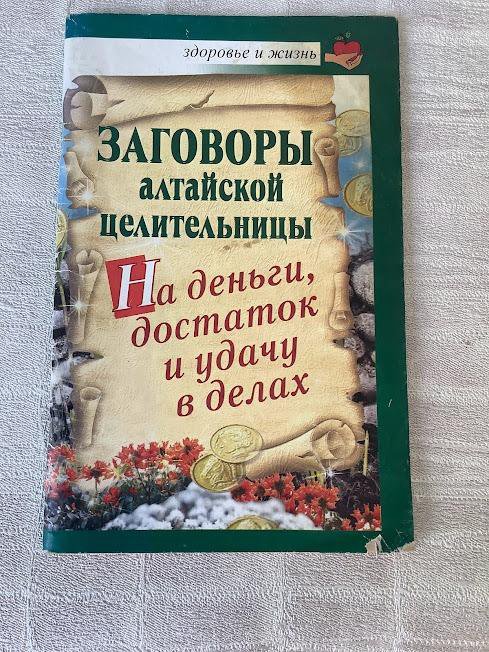 здоровье и жизнь
ЗАГОВОРЫ
алтайской
целительницы
На деньги,
достаток
и удачу
в делах